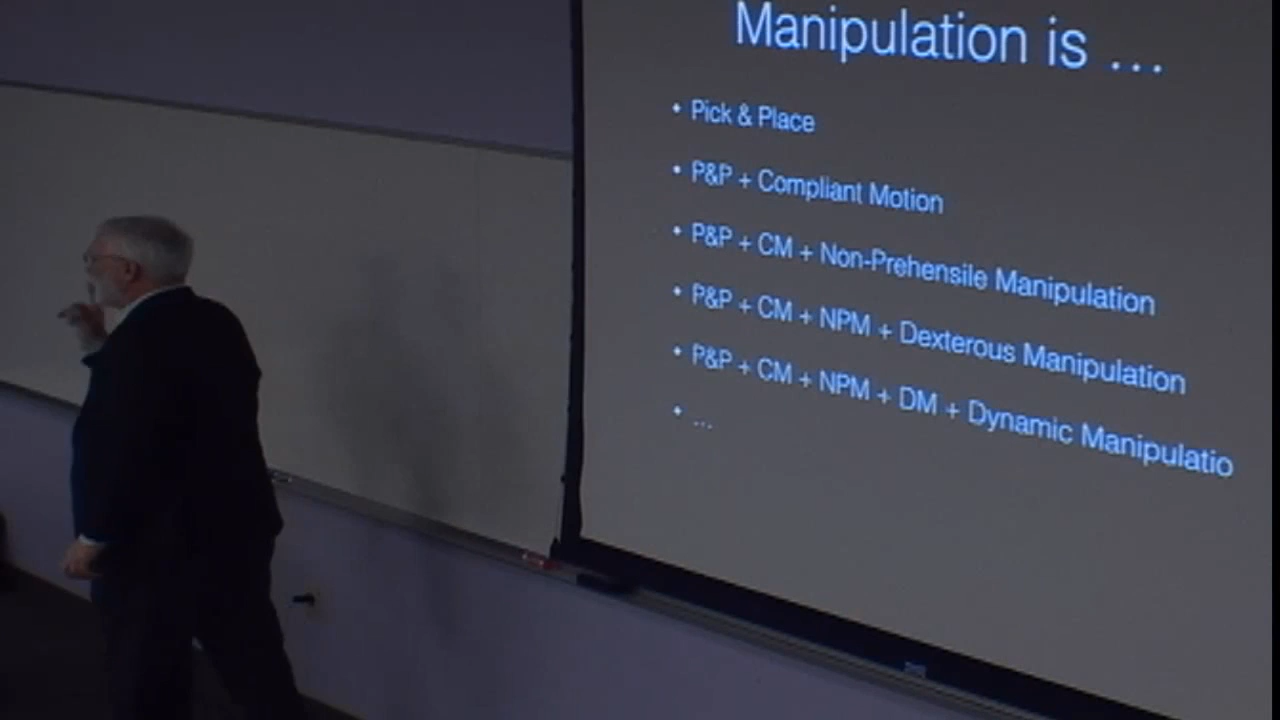 Manipulation is ...
• Pick & Place
• P&P + Compliant Motion
• P&P + CM + Non-Prehensile Manipulation
• P&P + CM + NPM + Dexterous Manipulation
• P&P + CM + NPM + DM + Dynamic Manipulatio
• ...